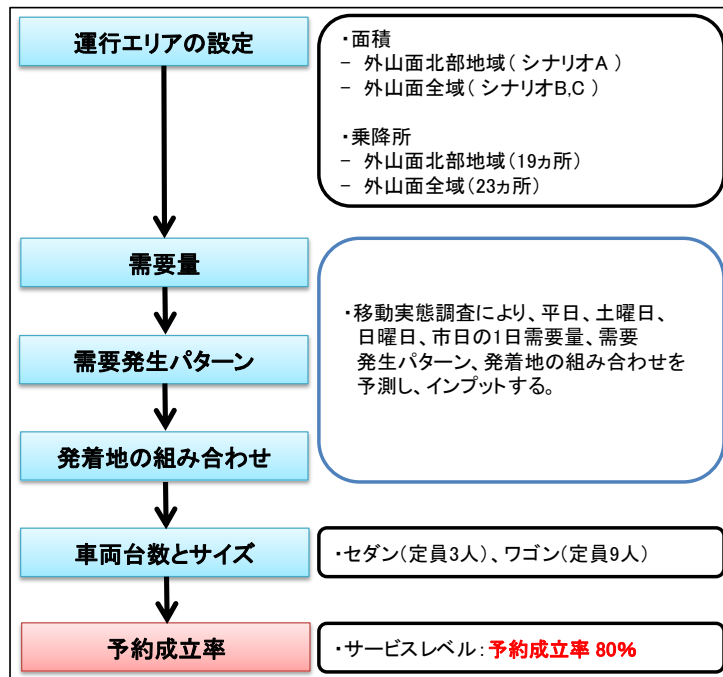 運行エリアの設定
・面積
－ 外山面北部地域( シナリオA )
－ 外山面全域( シナリオB,C )
・乗降所
－ 外山面北部地域(19ヵ所)
－ 外山面全域(23ヵ所)
需要量
需要発生パターン
発着地の組み合わせ
・移動実態調査により、平日、土曜日、
日曜日、市日の1日需要量、需要
発生パターン、発着地の組み合わせを
予測し、インプットする。
車両台数とサイズ
・セダン(定員3人)、ワゴン(定員9人)
予約成立率
・サービスレベル：予約成立率 80%